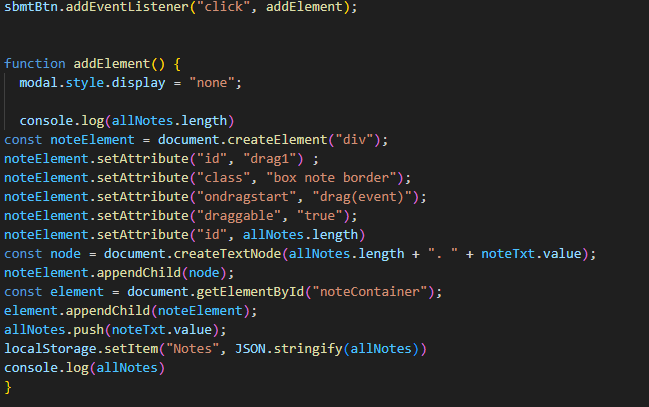 sbmtBtn.addEventListener("click", addElement);
function addElement() {
modal.style.display = "none";
console.log(allNotes.length)
const noteElement = document.createElement("div");
noteElement.setAttribute("id", "drag1") ;
noteElement.setAttribute("class", "box note border");
noteElement.setAttribute("ondragstart", "drag(event)");
noteElement.setAttribute("draggable", "true");
noteElement.setAttribute("id", allNotes.length)
const node = document.createTextNode(allNotes.length + ". " + noteTxt.value);
noteElement.appendChild(node);
const element = document.getElementById("noteContainer");
element.appendChild(noteElement);
allNotes.push(noteTxt.value);
localStorage.setItem("Notes", JSON.stringify(allNotes))
console.log(allNotes)
}